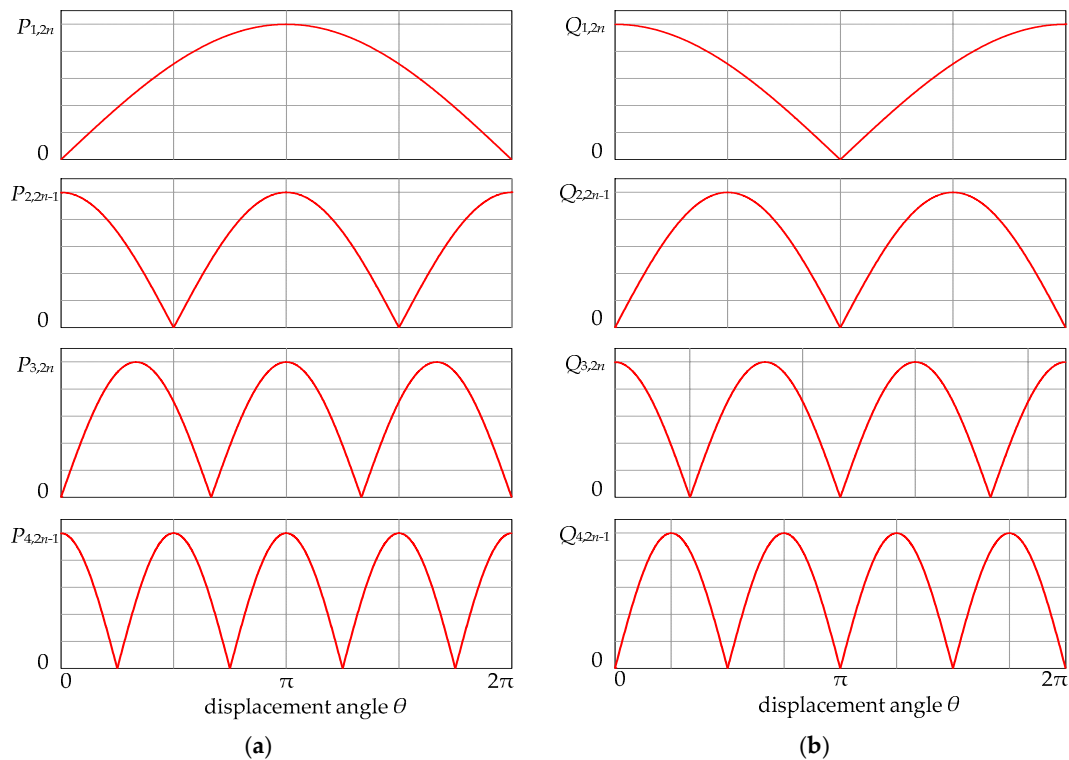 P1,2n
0
P2,2n-1
0
P3,2n
0
P4,2n-1
0
0 π 2π
displacement angle θ
(a)
Q1,2n
0
Q2,2n-1
0
Q3,2n
0
Q4,2n-1
0
0 π 2π
displacement angle θ
(b)